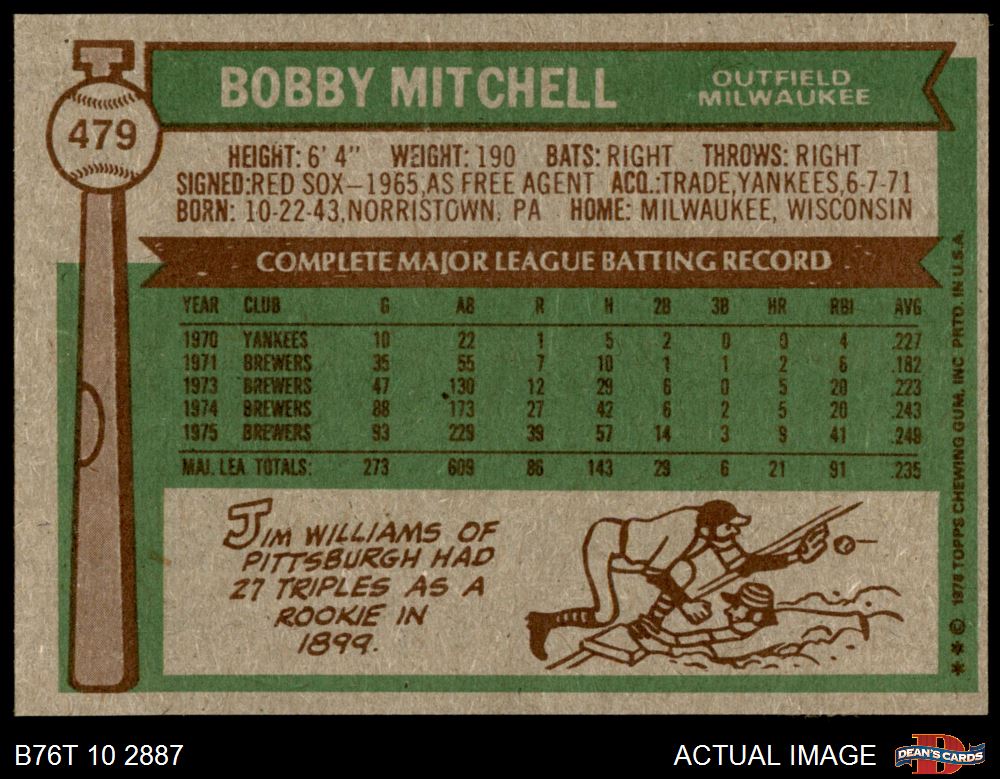 479
BOBBY MITCHELL
OUTFIELD
MILWAUKEE
HEIGHT: 6' 4" WEIGHT: 190 BATS: RIGHT THROWS: RIGHT
SIGNED: RED SOX—1965, AS FREE AGENT ACQ.: TRADE, YANKEES, 6-7-71
BORN: 10-22-43, NORRISTOWN, PA HOME: MILWAUKEE, WISCONSIN
COMPLETE MAJOR LEAGUE BATTING RECORD
YEAR CLUB G AB R H 2B 3B HR RBI AVG
1970 YANKEES 10 22 1 5 2 0 0 4 .227
1971 BREWERS 35 55 7 10 1 1 2 6 .182
1973 BREWERS 47 130 12 29 6 0 5 20 .223
1974 BREWERS 88 173 27 42 6 2 5 20 .243
1975 BREWERS 93 229 39 57 14 3 9 41 .249
MAJ. LEA TOTALS: 273 609 86 143 29 6 21 91 .235
JIM WILLIAMS OF
PITTSBURGH HAD
27 TRIPLES AS A
ROOKIE IN
1899.
** © 1976 TOPPS CHEWING GUM, INC PRTD. IN U.S.A.
B76T 10 2887
ACTUAL IMAGE
DEAN'S CARDS